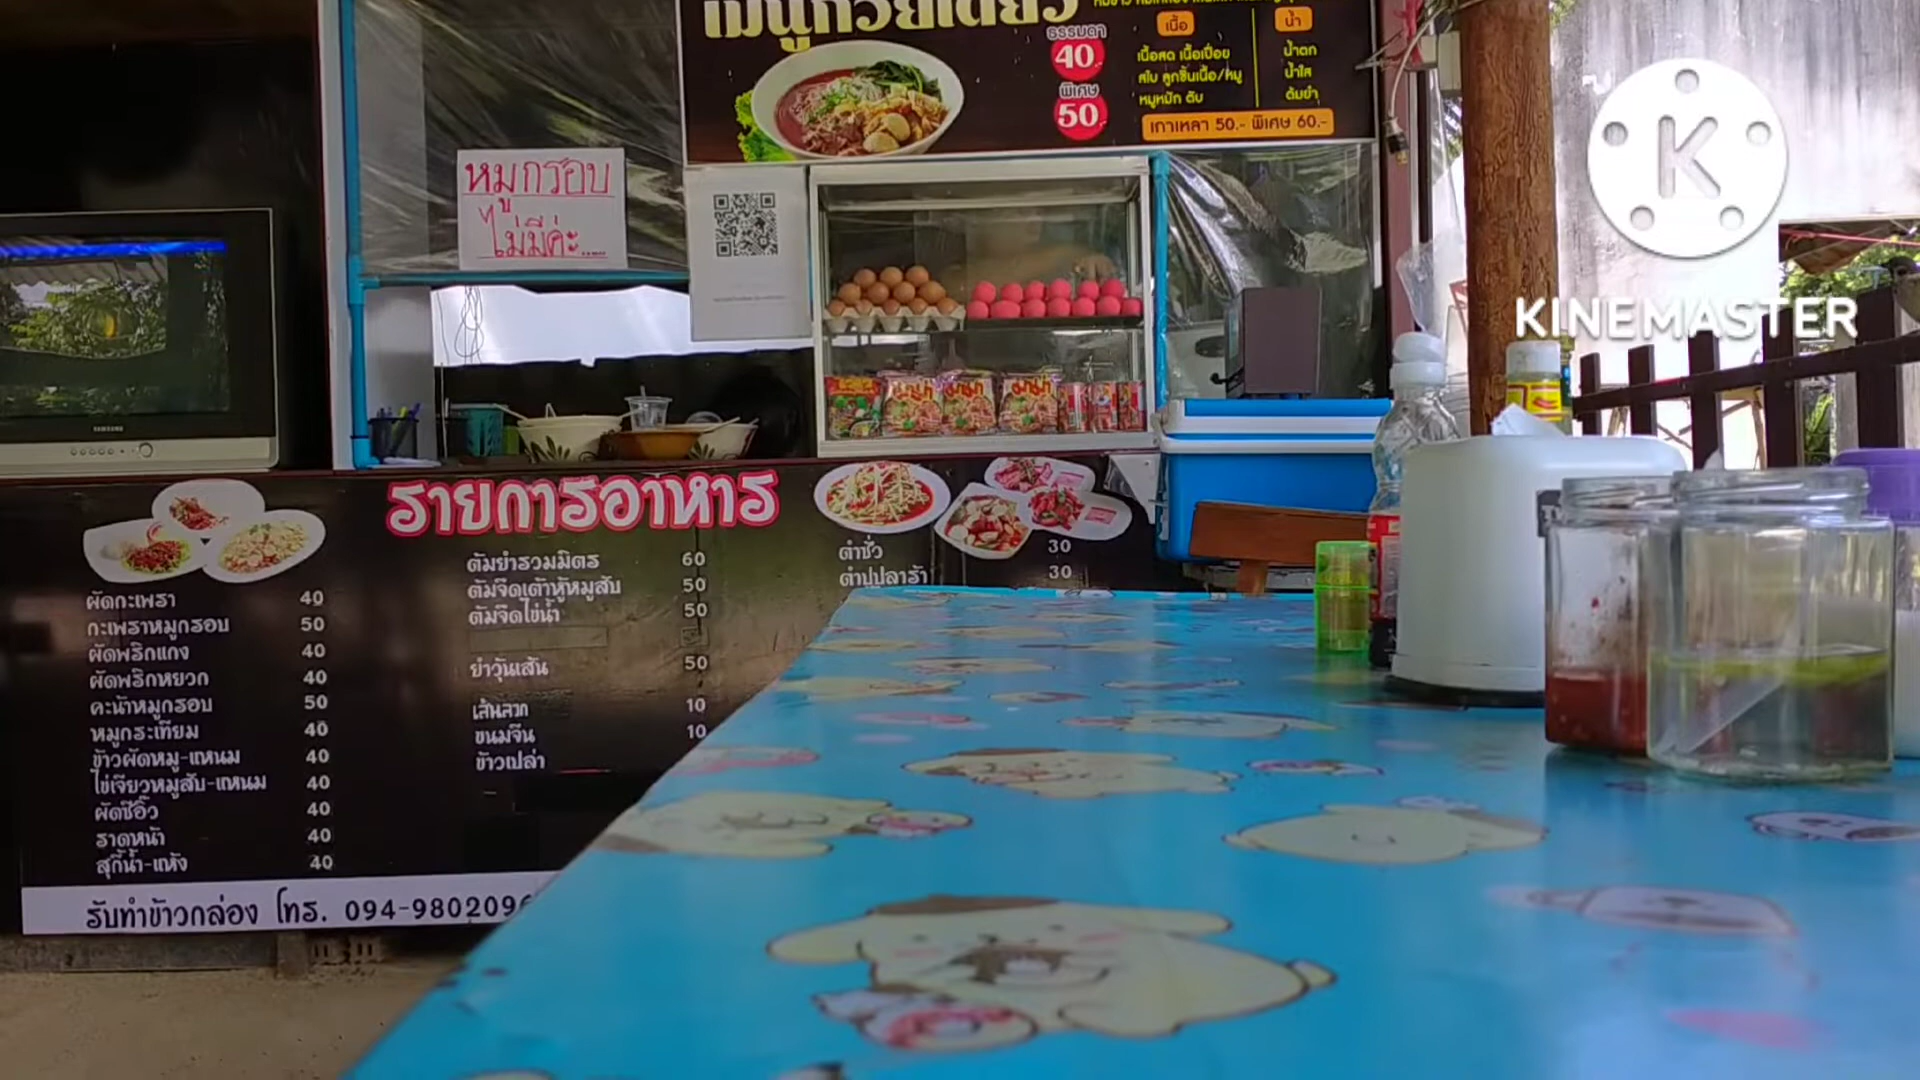 เมนูก๋วยเตี๋ยว
ธรรมดา
40.-
พิเศษ
50.-
เนื้อ
เนื้อสด เนื้อเปื่อย
สไบ ลูกชิ้นเนื้อ/หมู
หมูหมัก ตับ
น้ำ
น้ำตก
น้ำใส
ต้มยำ
เกาเหลา 50.- พิเศษ 60.-
หมูกรอบ
ไม่มีค่ะ.....
K
KINEMASTER
SAMSUNG
มาม่า
มาม่า
มาม่า
รายการอาหาร
ผัดกะเพรา 40
กะเพราหมูกรอบ 50
ผัดพริกแกง 40
ผัดพริกหยวก 40
คะน้าหมูกรอบ 50
หมูกระเทียม 40
ข้าวผัดหมู-แหนม 40
ไข่เจียวหมูสับ-แหนม 40
ผัดซีอิ๊ว 40
ราดหน้า 40
สุกี้น้ำ-แห้ง 40
ต้มยำรวมมิตร 60
ต้มจืดเต้าหู้หมูสับ 50
ต้มจืดไข่น้ำ 50
ยำวุ้นเส้น 50
เส้นลวก 10
ขนมจีน 10
ข้าวเปล่า
ตำซั่ว 30
ตำปูปลาร้า 30
รับทำข้าวกล่อง โทร. 094-9802096